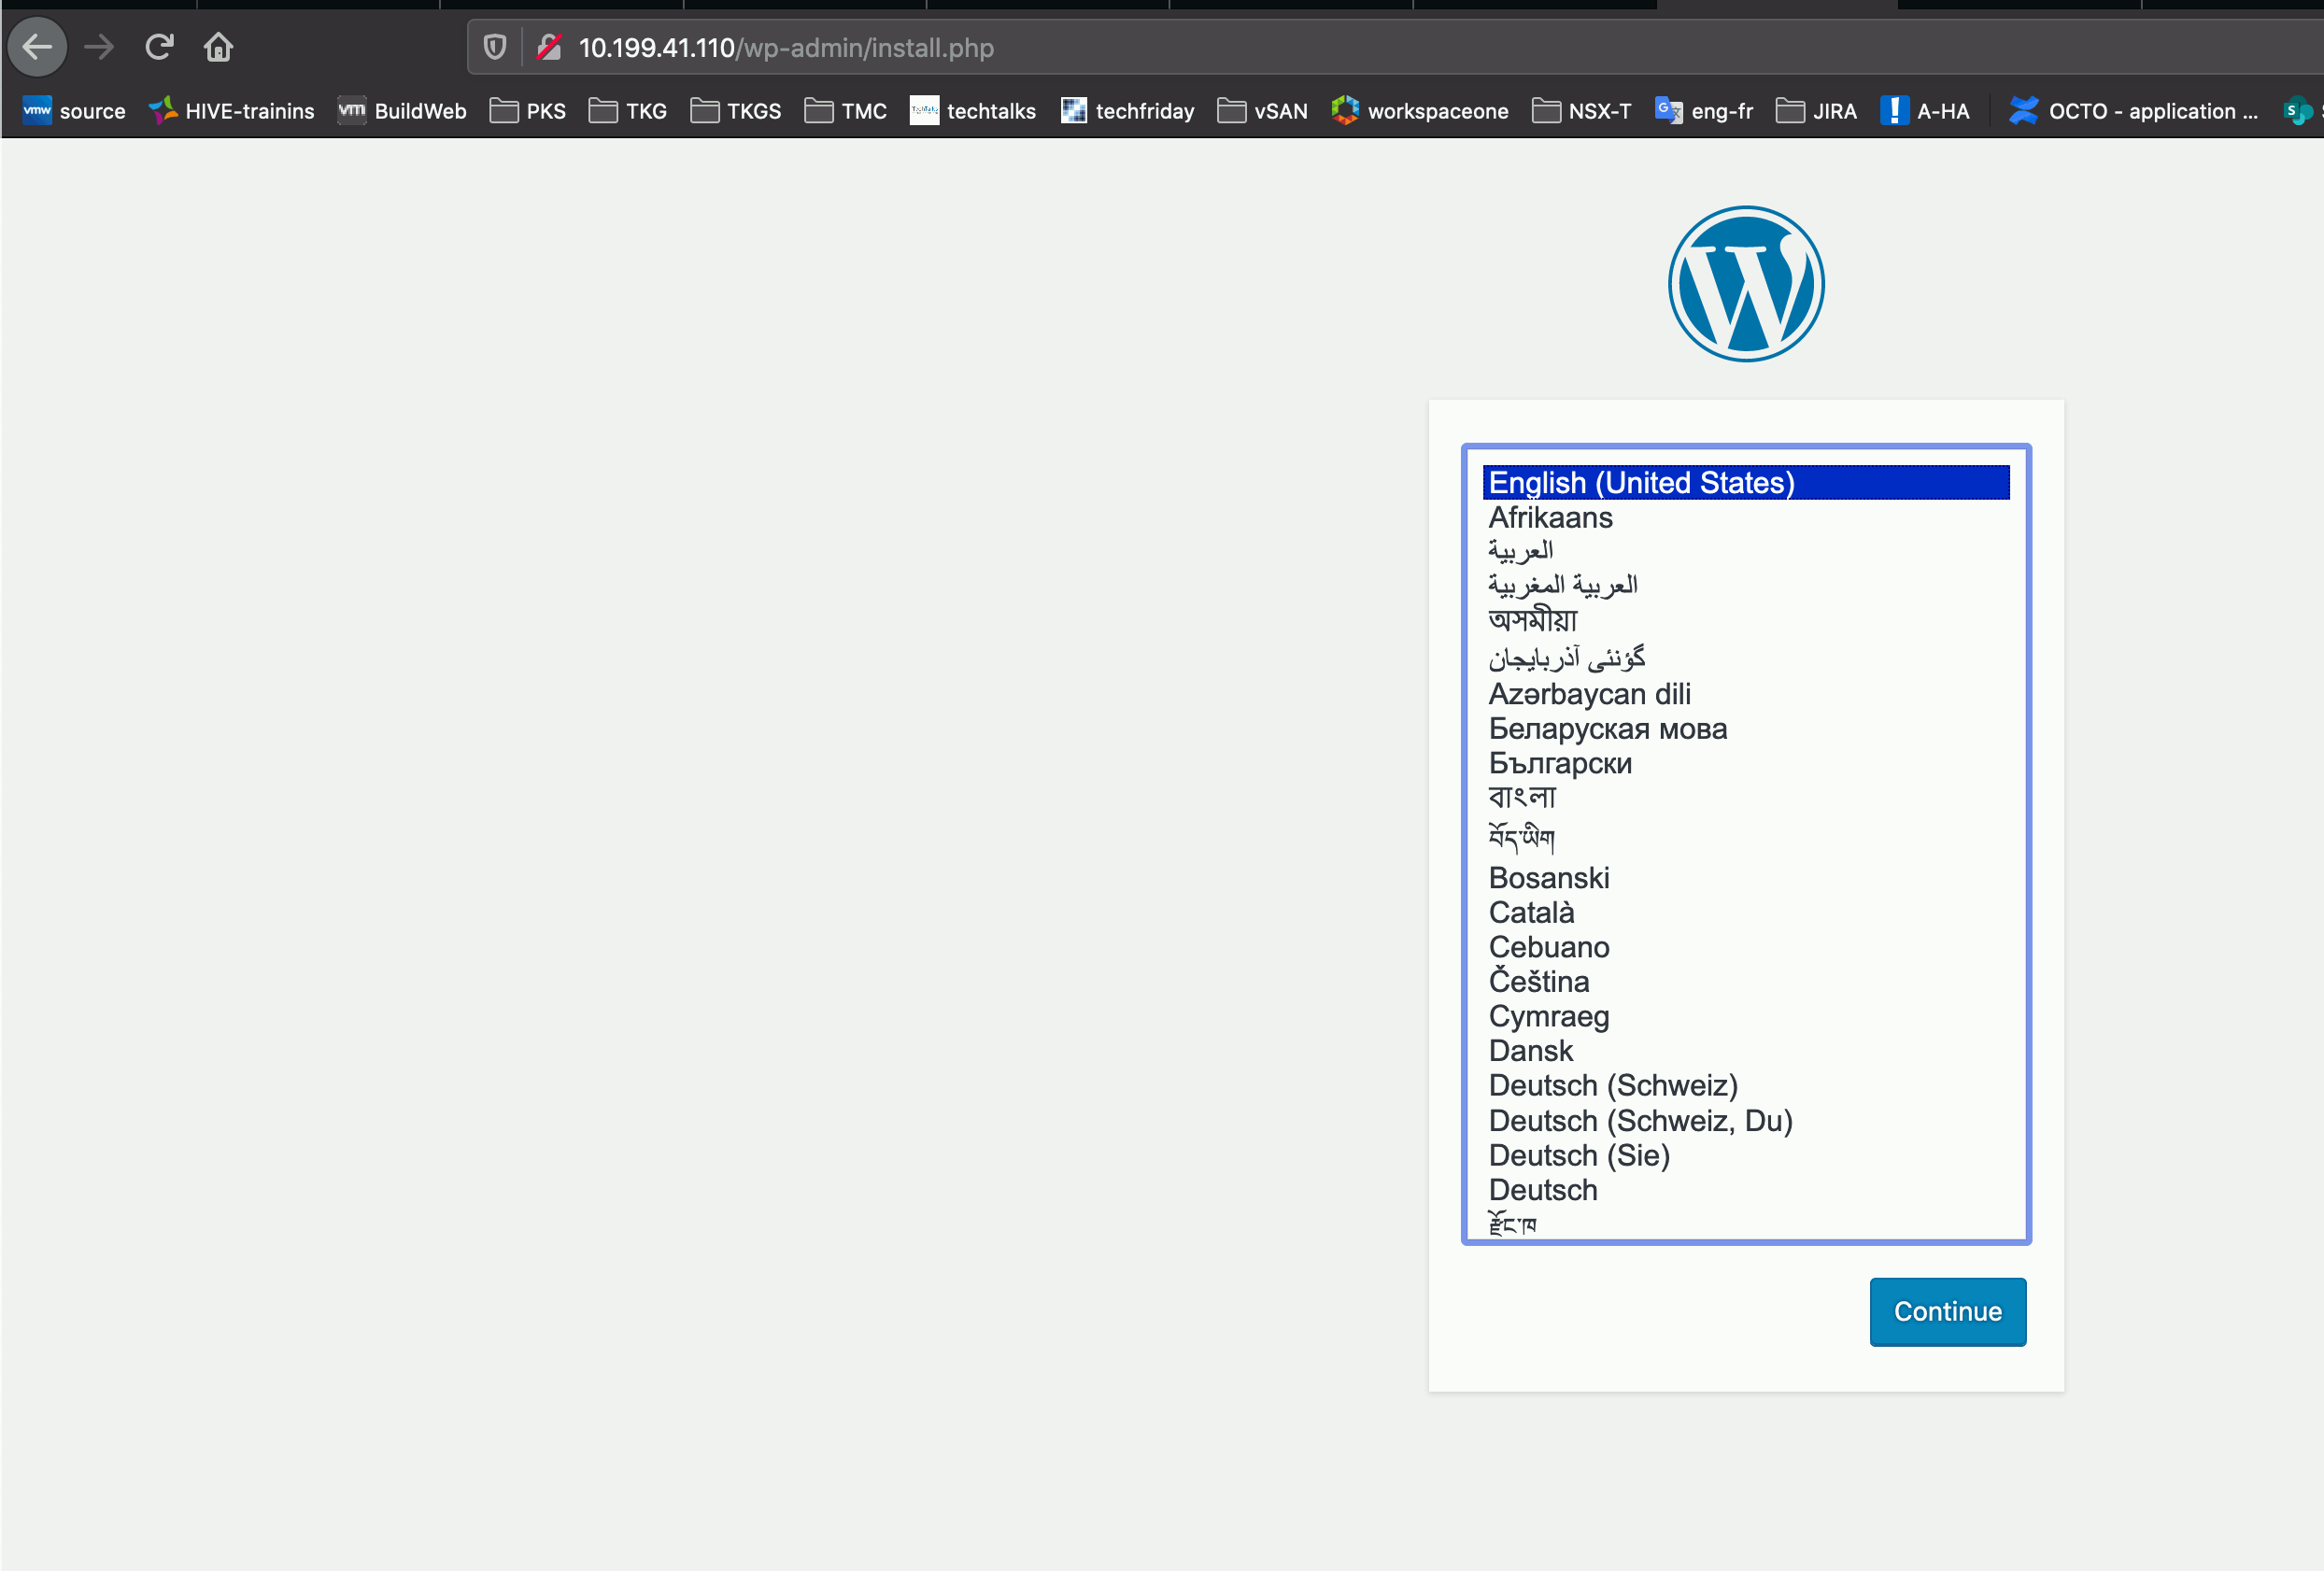 10.199.41.110/wp-admin/install.php
source HIVE-trainins BuildWeb PKS TKG TKGS TMC techtalks techfriday vSAN workspaceone NSX-T eng-fr JIRA A-HA OCTO - application ...
English (United States)
Afrikaans
العربية
العربية المغربية
অসমীয়া
گؤنئی آذربایجان
Azərbaycan dili
Беларуская мова
Български
বাংলা
བོད་ཡིག
Bosanski
Català
Cebuano
Čeština
Cymraeg
Dansk
Deutsch (Schweiz)
Deutsch (Schweiz, Du)
Deutsch (Sie)
Deutsch
རྫོང་ཁ
Continue